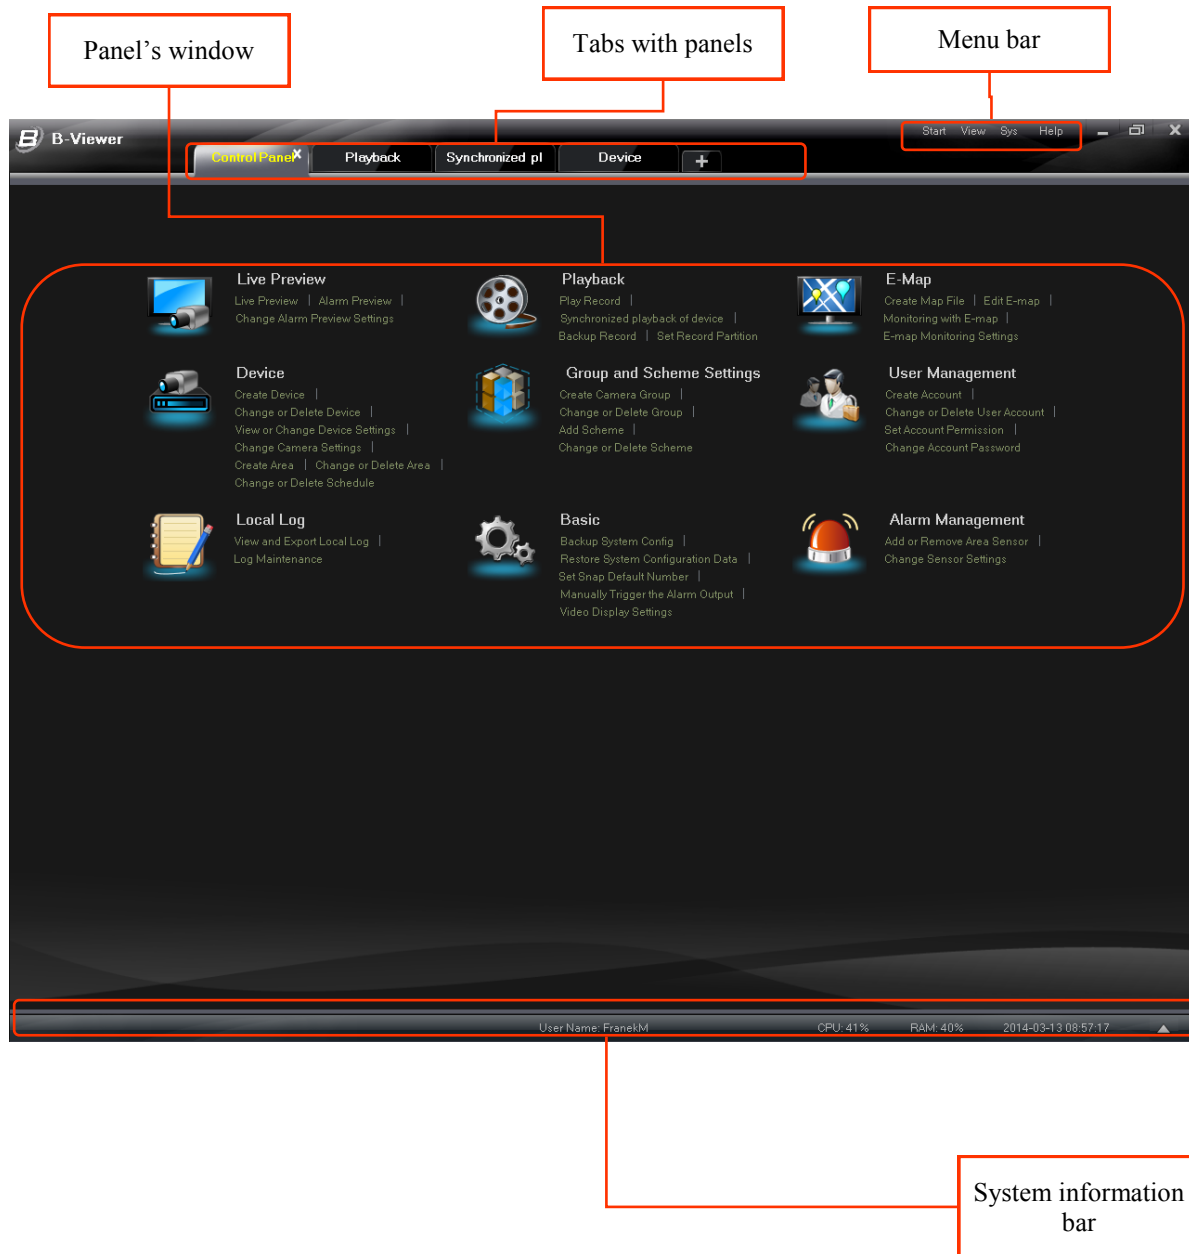 Panel's window
Tabs with panels
Menu bar
B-Viewer
Start View Sys Help
Control Panel Playback Synchronized pl Device
Live Preview
Live Preview | Alarm Preview |
Change Alarm Preview Settings
Playback
Play Record |
Synchronized playback of device |
Backup Record | Set Record Partition
E-Map
Create Map File | Edit E-map |
Monitoring with E-map |
E-map Monitoring Settings
Device
Create Device |
Change or Delete Device |
View or Change Device Settings |
Change Camera Settings |
Create Area | Change or Delete Area |
Change or Delete Schedule
Group and Scheme Settings
Create Camera Group |
Change or Delete Group |
Add Scheme |
Change or Delete Scheme
User Management
Create Account |
Change or Delete User Account |
Set Account Permission |
Change Account Password
Local Log
View and Export Local Log |
Log Maintenance
Basic
Backup System Config |
Restore System Configuration Data |
Set Snap Default Number |
Manually Trigger the Alarm Output |
Video Display Settings
Alarm Management
Add or Remove Area Sensor |
Change Sensor Settings
User Name: FranekM CPU: 41% RAM: 40% 2014-03-13 08:57:17
System information
bar